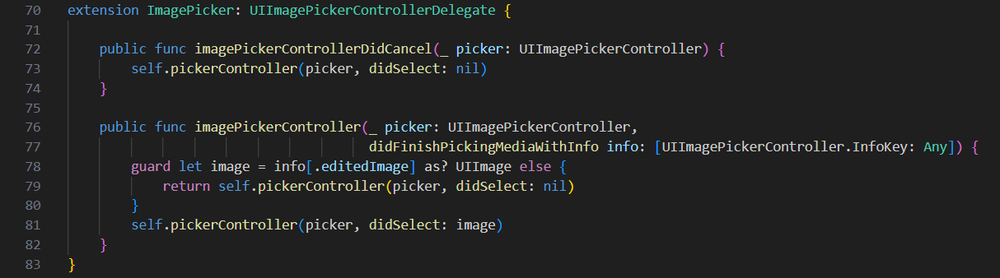 70 extension ImagePicker: UIImagePickerControllerDelegate {
71
72     public func imagePickerControllerDidCancel(_ picker: UIImagePickerController) {
73         self.pickerController(picker, didSelect: nil)
74     }
75
76     public func imagePickerController(_ picker: UIImagePickerController,
77                                       didFinishPickingMediaWithInfo info: [UIImagePickerController.InfoKey: Any]) {
78         guard let image = info[.editedImage] as? UIImage else {
79             return self.pickerController(picker, didSelect: nil)
80         }
81         self.pickerController(picker, didSelect: image)
82     }
83 }